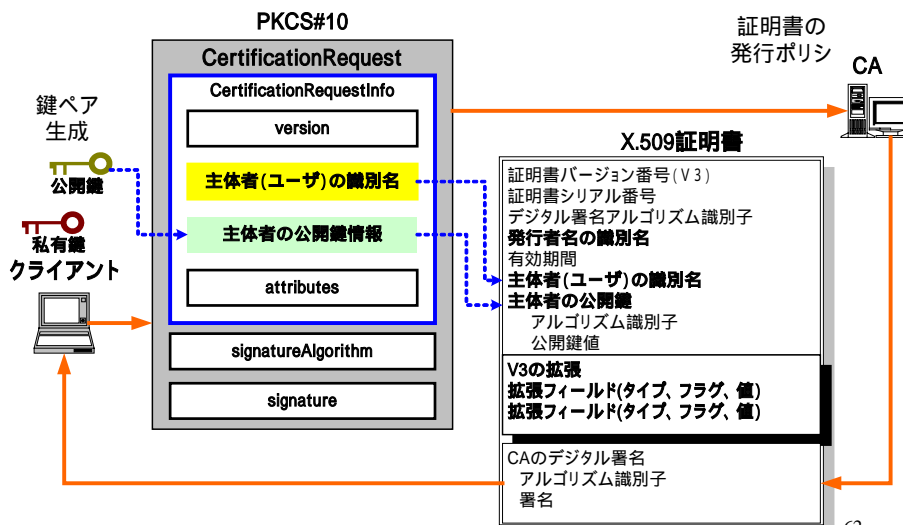 PKCS#10
CertificationRequest
CertificationRequestInfo
version
主体者(ユーザ)の識別名
主体者の公開鍵情報
attributes
signatureAlgorithm
signature
鍵ペア
生成
公開鍵
私有鍵
クライアント
証明書の
発行ポリシ
CA
X.509証明書
証明書バージョン番号(V3)
証明書シリアル番号
デジタル署名アルゴリズム識別子
発行者名の識別名
有効期間
主体者(ユーザ)の識別名
主体者の公開鍵
アルゴリズム識別子
公開鍵値
V3の拡張
拡張フィールド(タイプ、フラグ、値)
拡張フィールド(タイプ、フラグ、値)
CAのデジタル署名
アルゴリズム識別子
署名